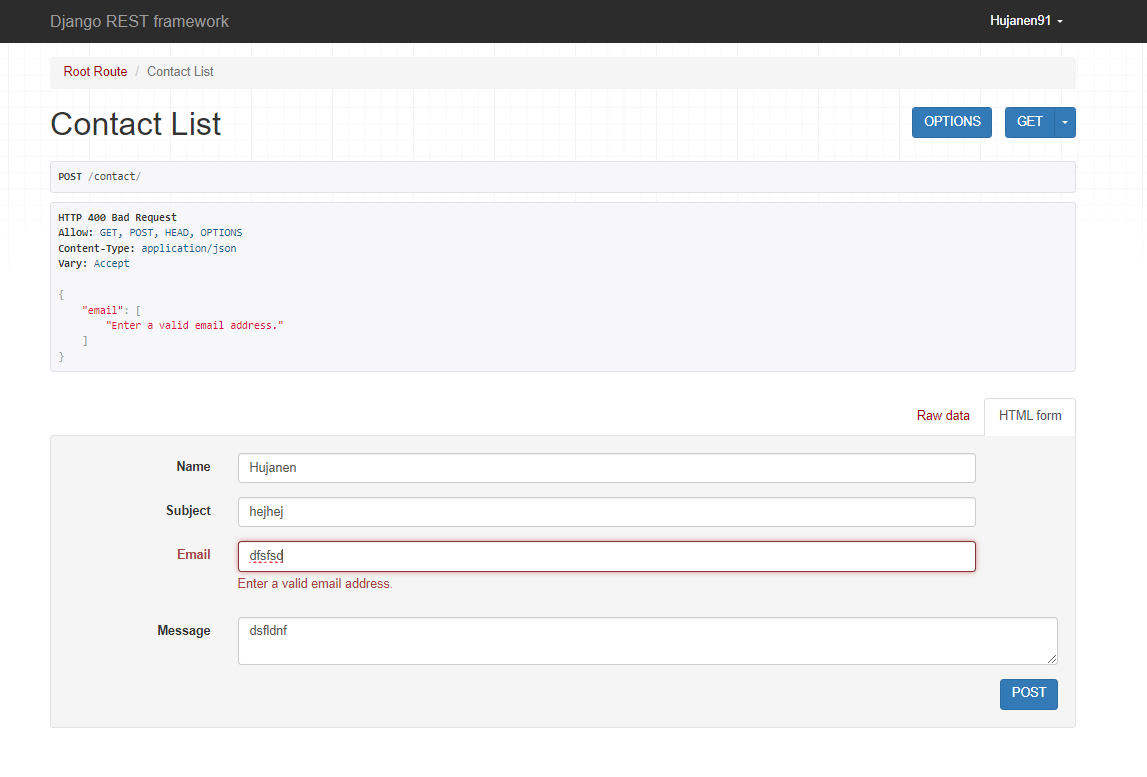 Django REST framework
Hujanen91
Root Route / Contact List
Contact List
OPTIONS
GET
POST /contact/
HTTP 400 Bad Request
Allow: GET, POST, HEAD, OPTIONS
Content-Type: application/json
Vary: Accept
{
    "email": [
        "Enter a valid email address."
    ]
}
Raw data
HTML form
Name
Hujanen
Subject
hejhej
Email
dfsfsd
Enter a valid email address.
Message
dsfldnf
POST